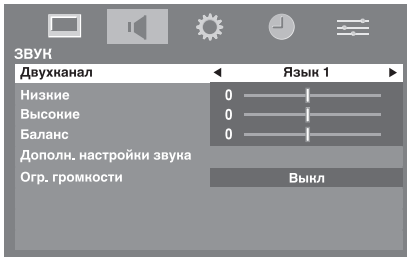 ЗВУК
Двухканал ◀ Язык 1 ▶
Низкие 0
Высокие 0
Баланс 0
Дополн. настройки звука
Огр. громкости Выкл